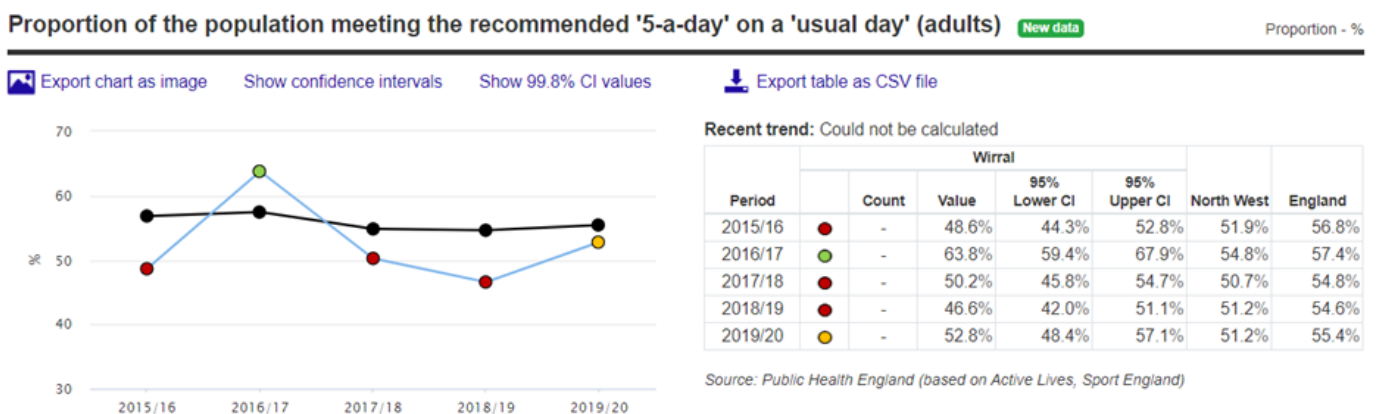 Proportion of the population meeting the recommended '5-a-day' on a 'usual day' (adults) New data Proportion - %
Export chart as image Show confidence intervals Show 99.8% CI values Export table as CSV file
70
60
50
40
30
%
2015/16 2016/17 2017/18 2018/19 2019/20
Recent trend: Could not be calculated
Wirral
Period Count Value 95% Lower CI 95% Upper CI North West England
2015/16 - 48.6% 44.3% 52.8% 51.9% 56.8%
2016/17 - 63.8% 59.4% 67.9% 54.8% 57.4%
2017/18 - 50.2% 45.8% 54.7% 50.7% 54.8%
2018/19 - 46.6% 42.0% 51.1% 51.2% 54.6%
2019/20 - 52.8% 48.4% 57.1% 51.2% 55.4%
Source: Public Health England (based on Active Lives, Sport England)